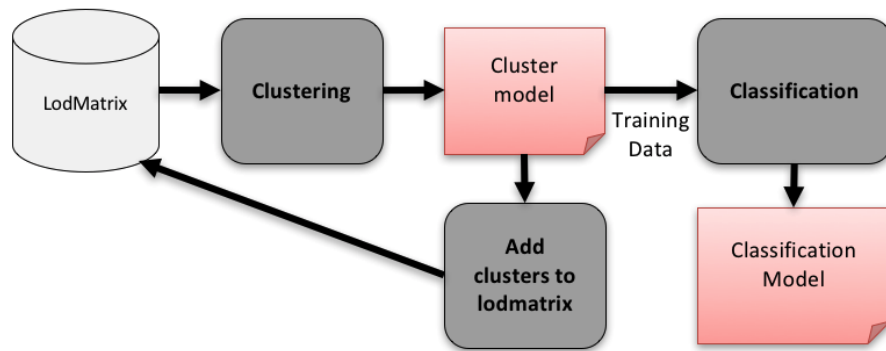 LodMatrix
Clustering
Cluster
model
Training
Data
Classification
Add
clusters to
lodmatrix
Classification
Model